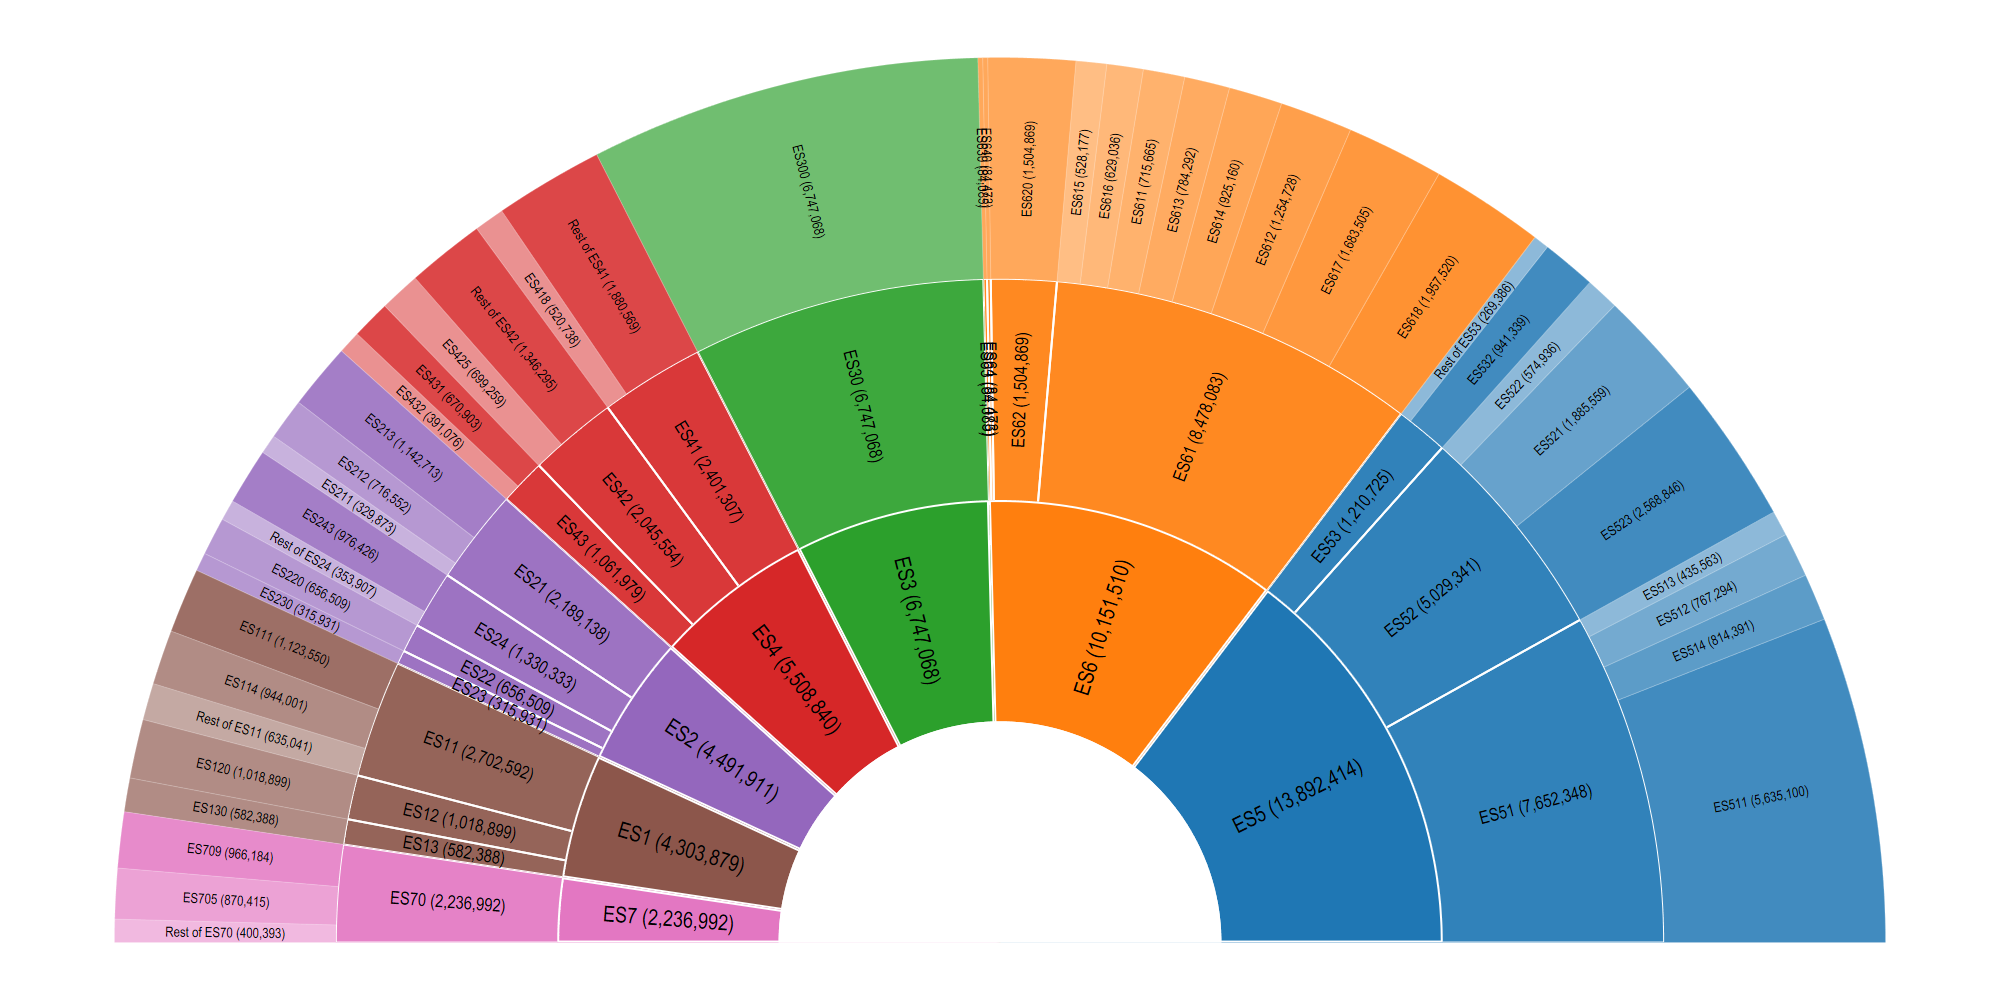 ES7 (2,236,992)
ES1 (4,303,879)
ES2 (4,491,911)
ES4 (5,508,840)
ES3 (6,747,068)
ES6 (10,151,510)
ES5 (13,892,414)
ES70 (2,236,992)
ES13 (582,388)
ES12 (1,018,899)
ES11 (2,702,592)
ES23 (315,931)
ES22 (656,509)
ES24 (1,330,333)
ES21 (2,189,138)
ES43 (1,061,979)
ES42 (2,045,554)
ES41 (2,401,307)
ES30 (6,747,068)
ES62 (1,504,869)
ES61 (8,478,083)
ES53 (1,210,725)
ES52 (5,029,341)
ES51 (7,652,348)
Rest of ES70 (400,393)
ES705 (870,415)
ES709 (966,184)
ES130 (582,388)
ES120 (1,018,899)
Rest of ES11 (635,041)
ES114 (944,001)
ES111 (1,123,550)
ES230 (315,931)
ES220 (656,509)
Rest of ES24 (353,907)
ES243 (976,426)
ES211 (329,873)
ES212 (716,552)
ES213 (1,142,713)
ES432 (391,076)
ES431 (670,903)
ES425 (699,259)
Rest of ES42 (1,346,295)
ES418 (520,738)
Rest of ES41 (1,880,569)
ES300 (6,747,068)
ES620 (1,504,869)
ES615 (528,177)
ES616 (629,036)
ES611 (715,665)
ES613 (784,292)
ES614 (925,160)
ES612 (1,254,728)
ES617 (1,683,505)
ES618 (1,957,520)
Rest of ES53 (269,386)
ES532 (941,339)
ES522 (574,936)
ES521 (1,885,559)
ES523 (2,568,846)
ES513 (435,563)
ES512 (767,294)
ES514 (814,391)
ES511 (5,635,100)